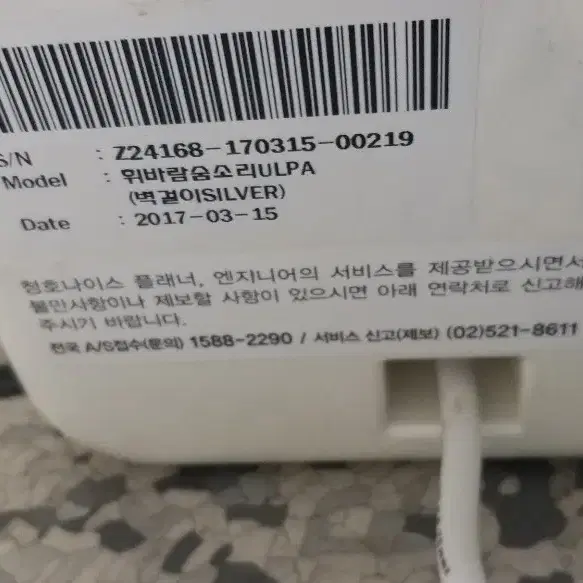 S/N : Z24168-170315-00219
Model : 휘바람숨소리ULPA
(벽걸이SILVER)
Date : 2017-03-15
청호나이스 플래너, 엔지니어의 서비스를 제공받으시면서
불만사항이나 제보할 사항이 있으시면 아래 연락처로 신고해
주시기 바랍니다.
전국 A/S접수(문의) 1588-2290 / 서비스 신고(제보) (02)521-8611